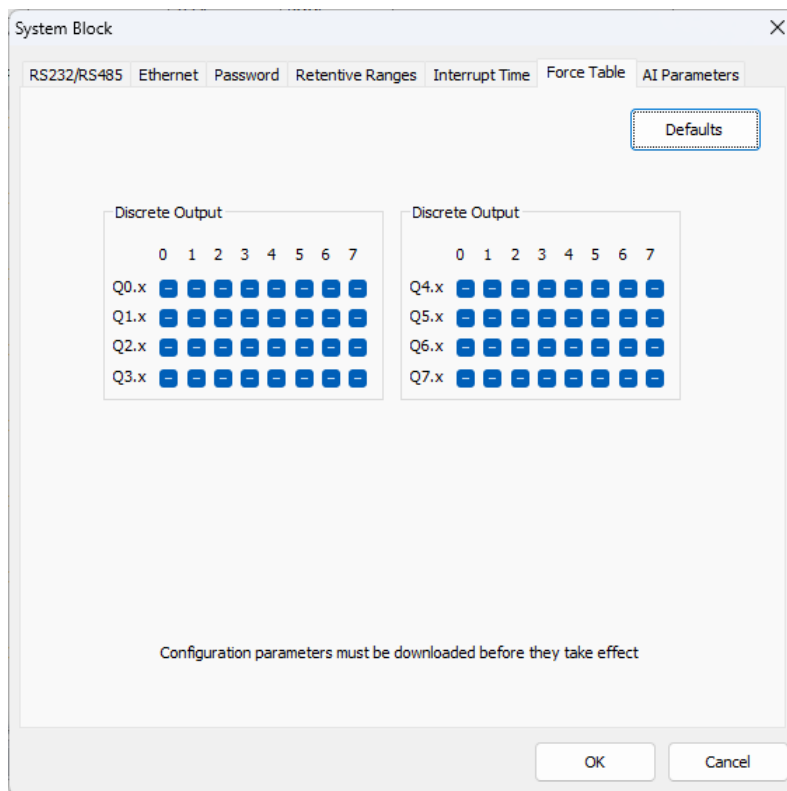 System Block
RS232/RS485 Ethernet Password Retentive Ranges Interrupt Time Force Table AI Parameters
Defaults
Discrete Output
0 1 2 3 4 5 6 7
Q0.x
Q1.x
Q2.x
Q3.x
Discrete Output
0 1 2 3 4 5 6 7
Q4.x
Q5.x
Q6.x
Q7.x
Configuration parameters must be downloaded before they take effect
OK Cancel